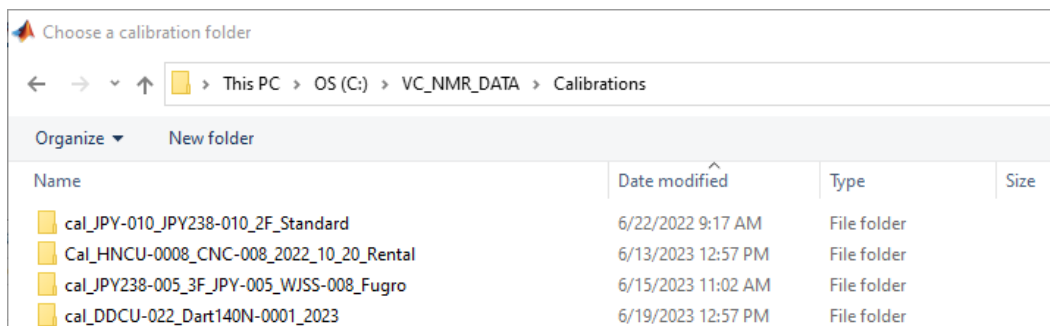 Choose a calibration folder
This PC > OS (C:) > VC_NMR_DATA > Calibrations
Organize New folder
Name Date modified Type Size
cal_JPY-010_JPY238-010_2F_Standard 6/22/2022 9:17 AM File folder
Cal_HNCU-0008_CNC-008_2022_10_20_Rental 6/13/2023 12:57 PM File folder
cal_JPY238-005_3F_JPY-005_WJSS-008_Fugro 6/15/2023 11:02 AM File folder
cal_DDCU-022_Dart140N-0001_2023 6/19/2023 12:57 PM File folder